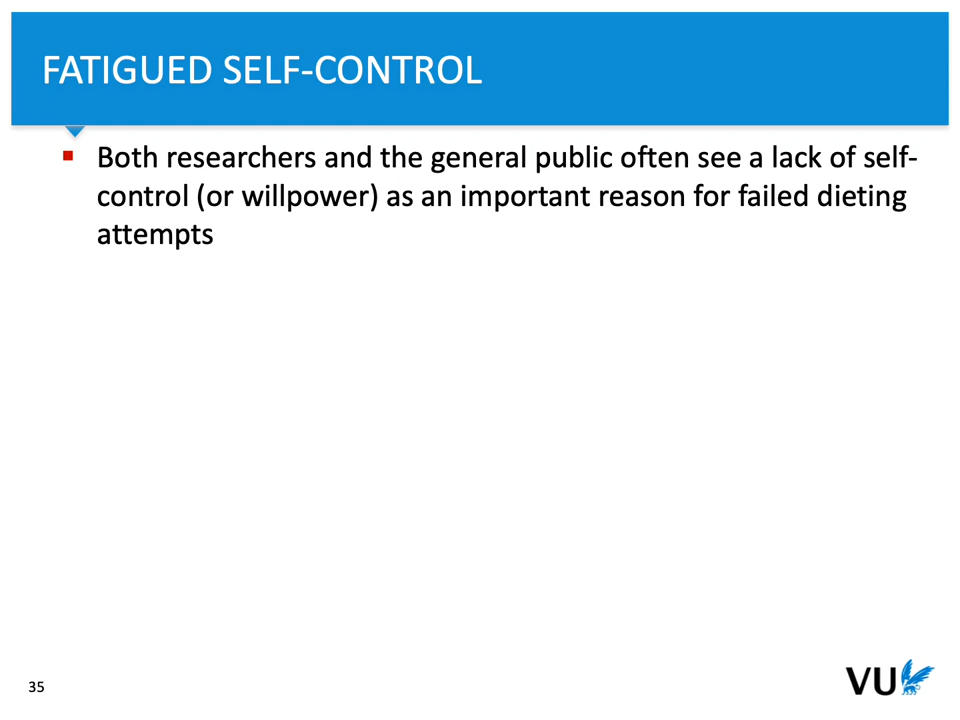 FATIGUED SELF-CONTROL
▪ Both researchers and the general public often see a lack of self-
control (or willpower) as an important reason for failed dieting
attempts
35
VU